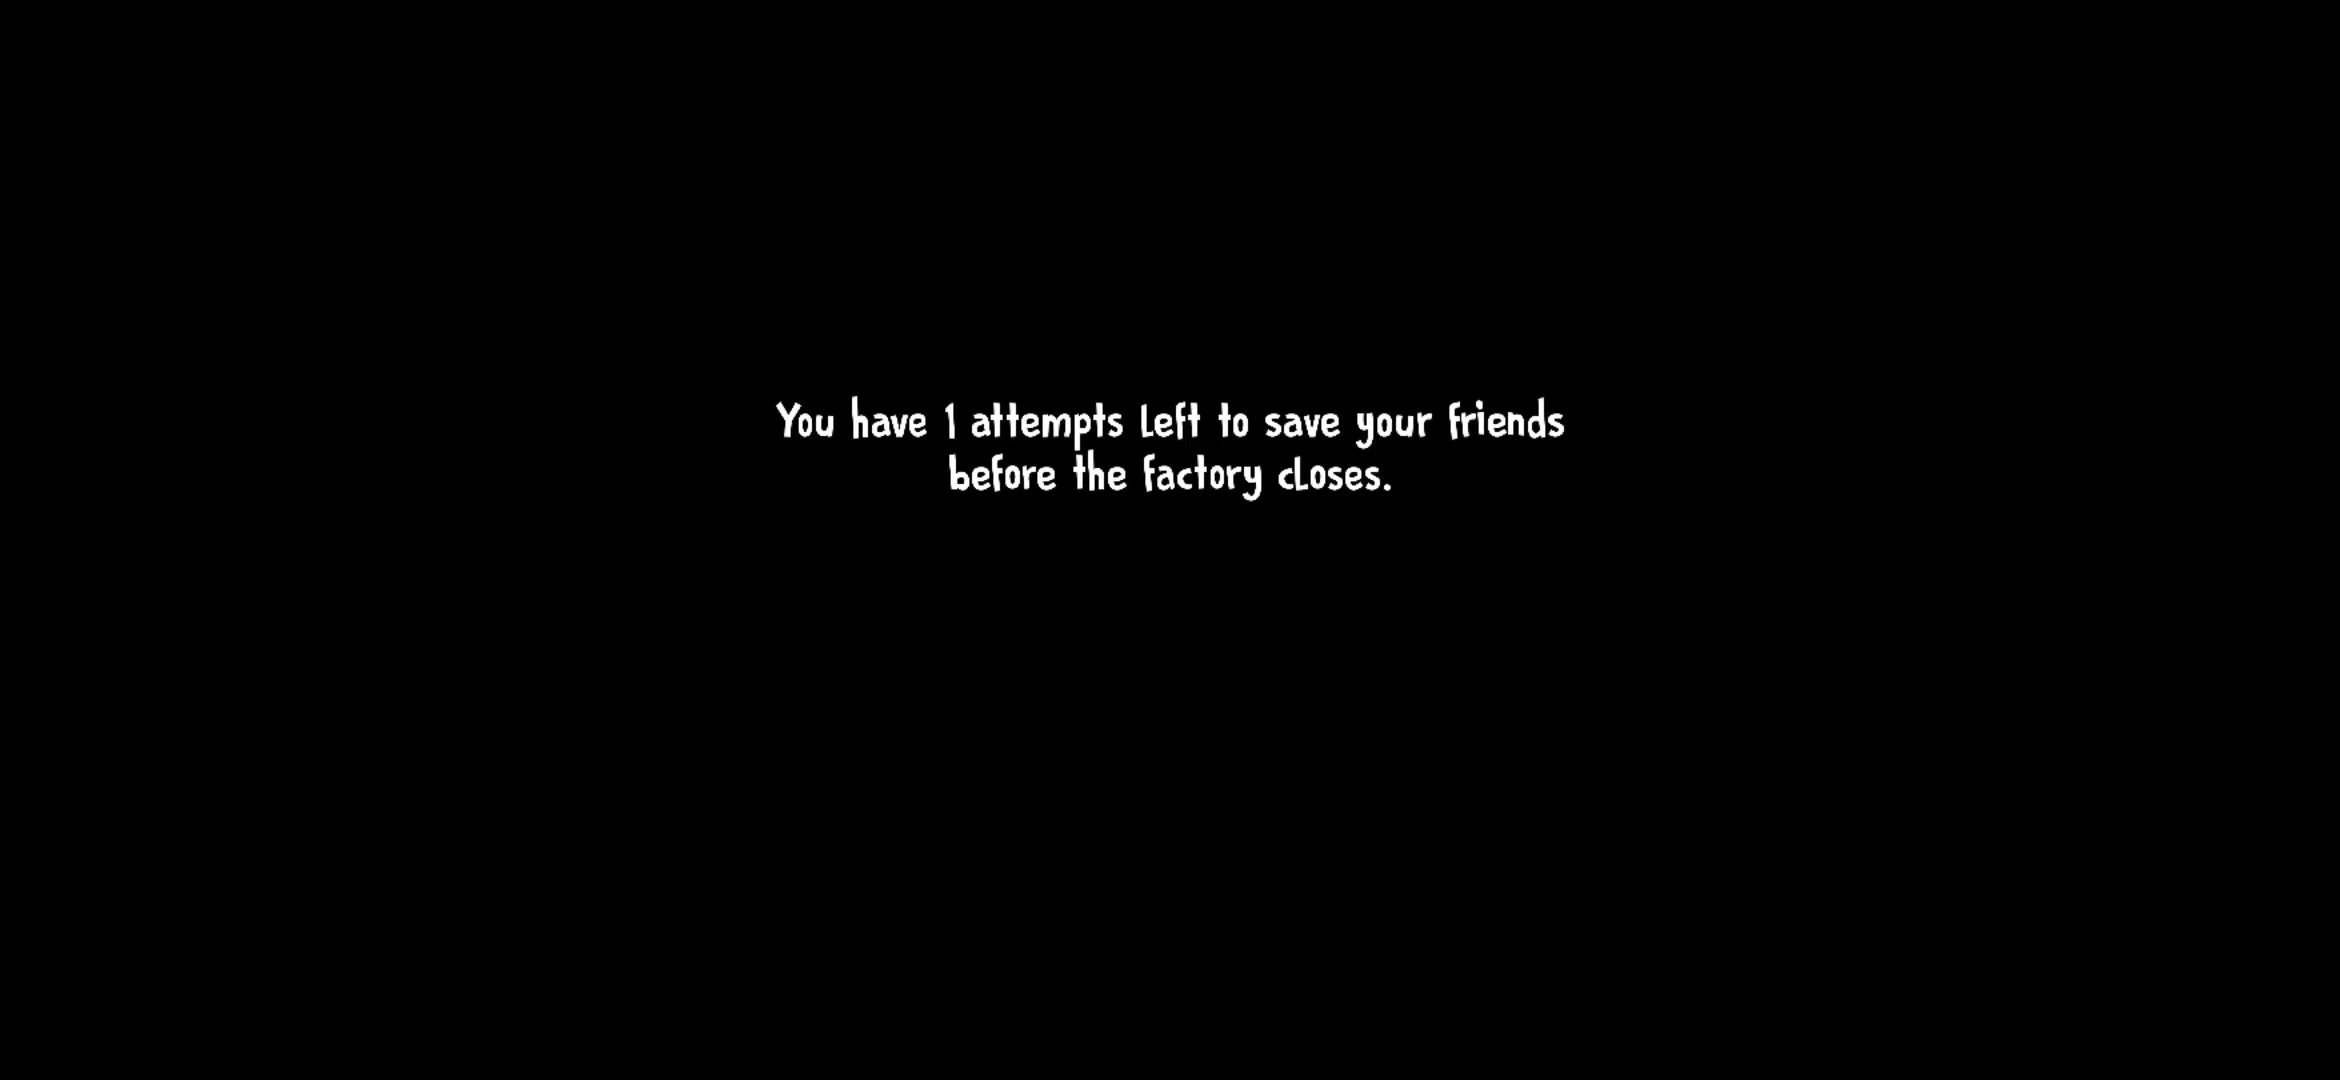 You have 1 attempts left to save your friends
before the factory closes.